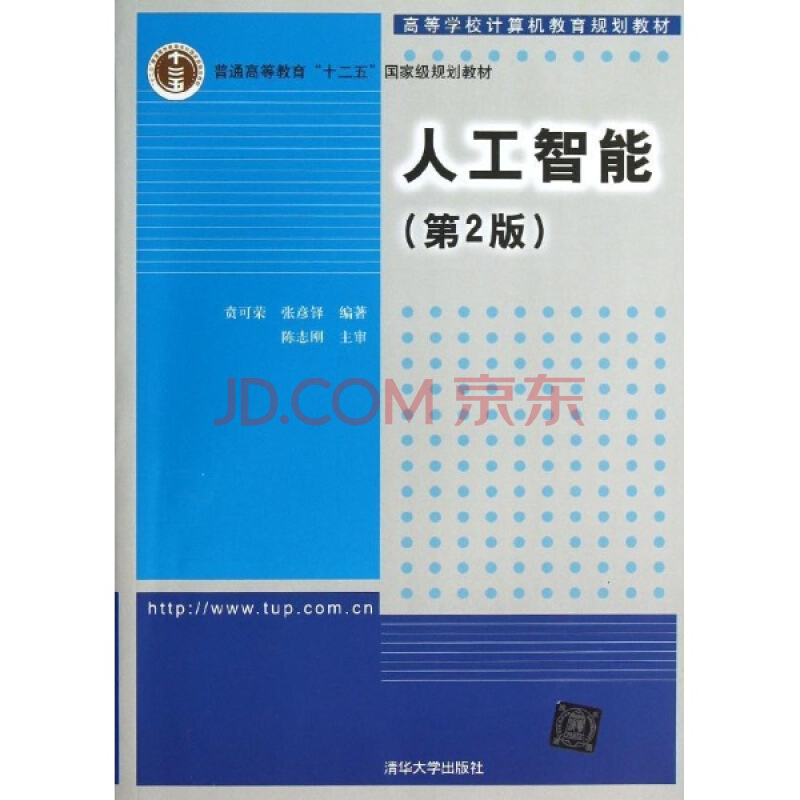 高等学校计算机教育规划教材
十二五
普通高等教育“十二五”国家级规划教材
人工智能
（第2版）
贲可荣 张彦铎 编著
陈志刚 主审
JD.COM 京东
http://www.tup.com.cn
清华大学出版社